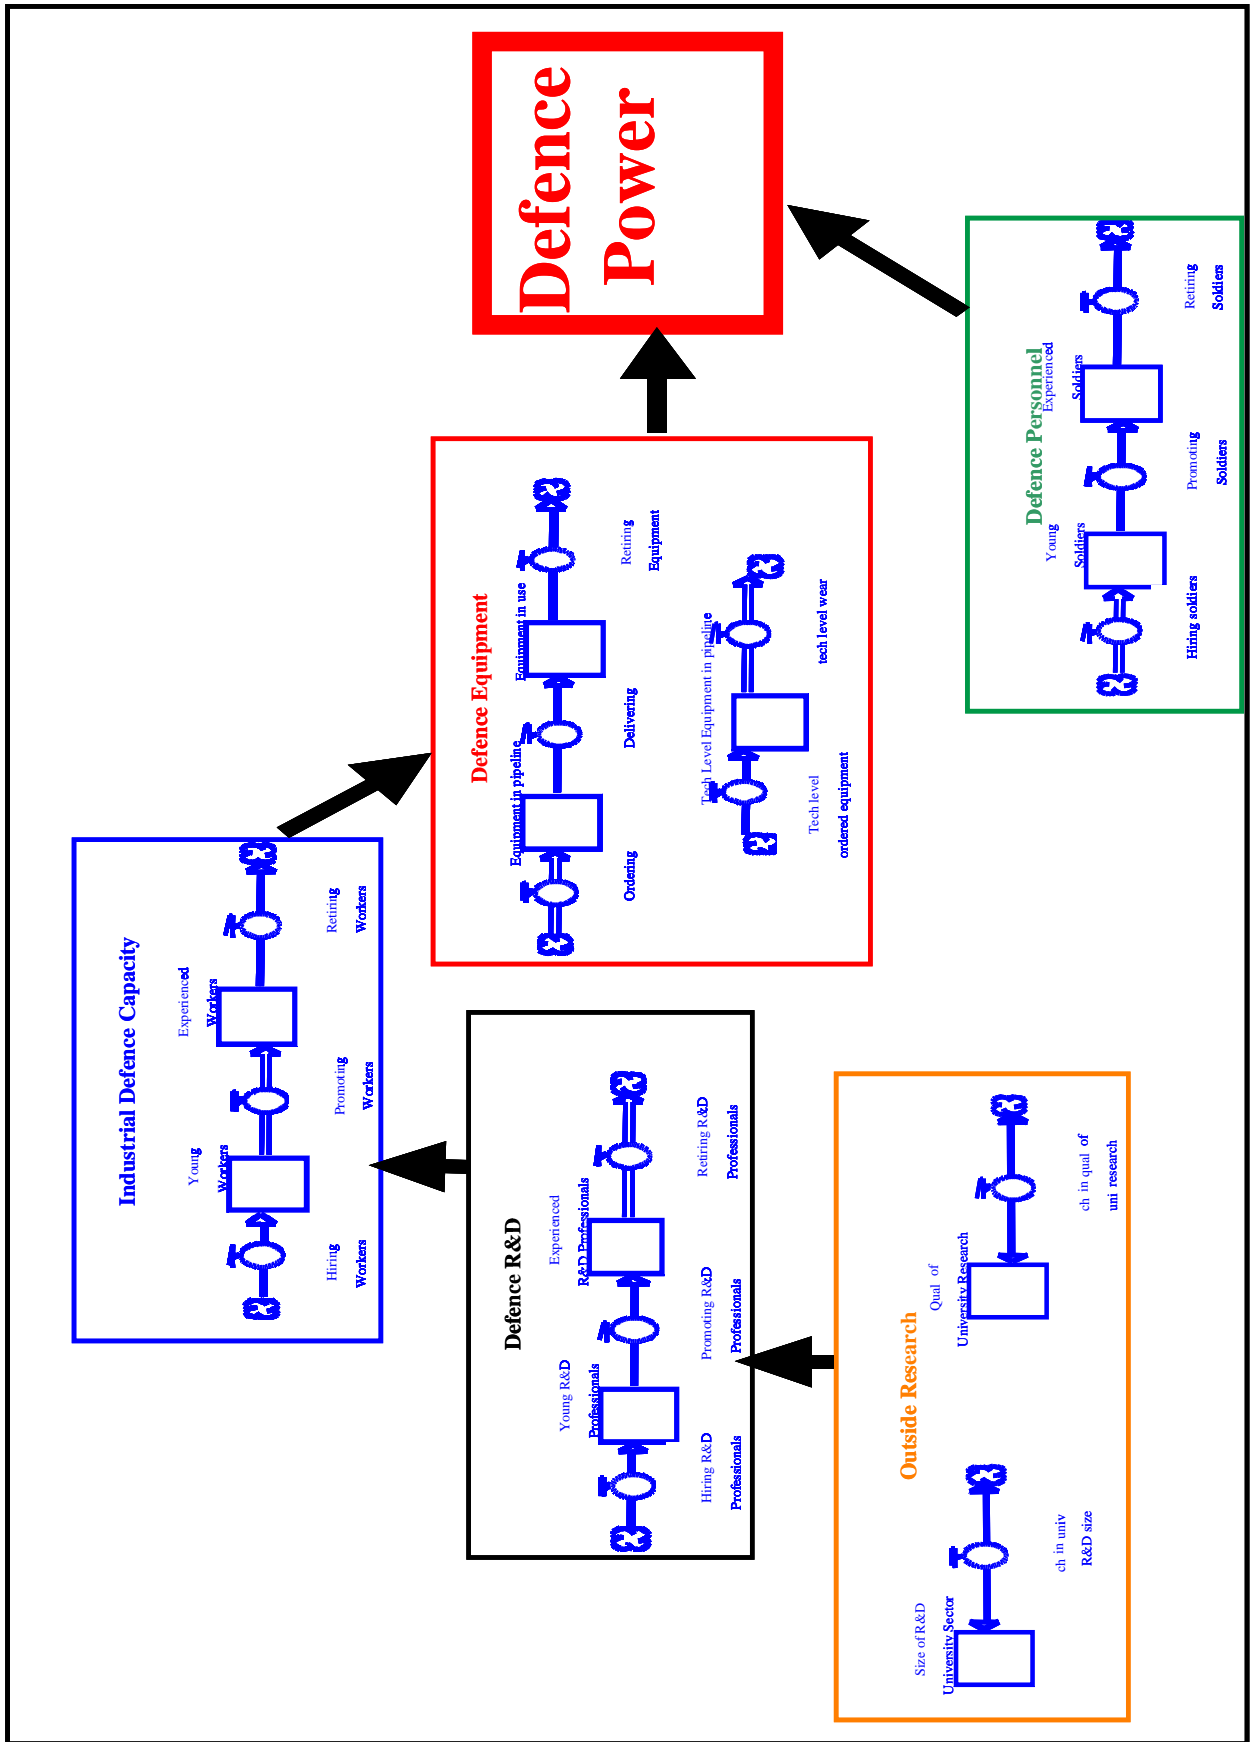 Industrial Defence Capacity
Young
Workers
Experienced
Workers
Hiring
Workers
Promoting
Workers
Retiring
Workers
Defence R&D
Young R&D
Professionals
Experienced
R&D Professionals
Hiring R&D
Professionals
Promoting R&D
Professionals
Retiring R&D
Professionals
Defence Equipment
Equipment in pipeline
Equipment in use
Ordering
Delivering
Retiring
Equipment
Tech Level Equipment in pipeline
Tech level
ordered equipment
tech level wear
Defence
Power
Outside Research
Size of R&D
University Sector
Qual of
University Research
ch in univ
R&D size
ch in qual of
uni research
Defence Personnel
Young
Soldiers
Experienced
Soldiers
Hiring soldiers
Promoting
Soldiers
Retiring
Soldiers